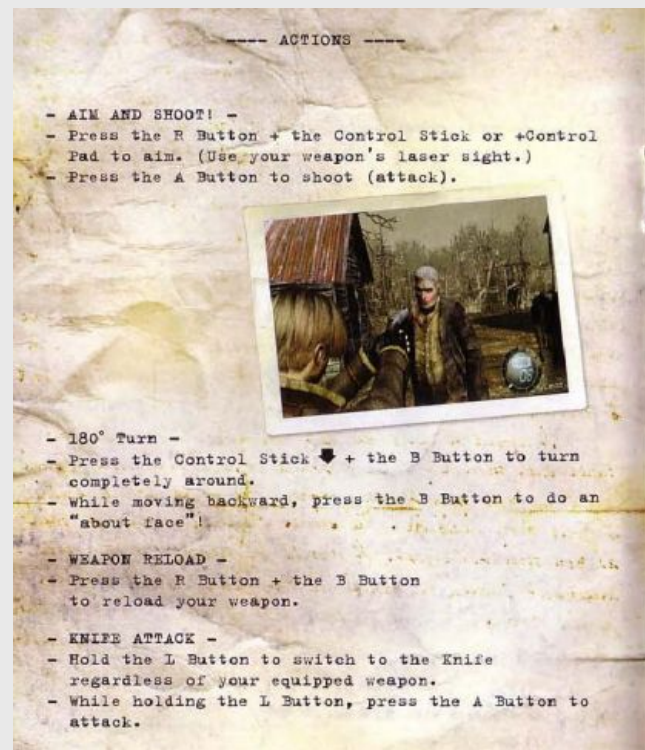 ---- ACTIONS ----
- AIM AND SHOOT! -
- Press the R Button + the Control Stick or +Control
Pad to aim. (Use your weapon's laser sight.)
- Press the A Button to shoot (attack).
- 180° Turn -
- Press the Control Stick ⬇ + the B Button to turn
completely around.
- While moving backward, press the B Button to do an
"about face"!
- WEAPON RELOAD -
- Press the R Button + the B Button
to reload your weapon.
- KNIFE ATTACK -
- Hold the L Button to switch to the Knife
regardless of your equipped weapon.
- While holding the L Button, press the A Button to
attack.